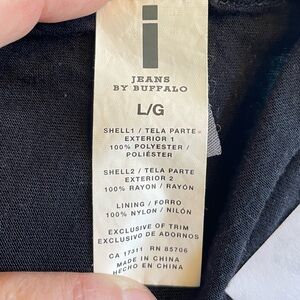 i
JEANS
BY BUFFALO
L/G
SHELL1 / TELA PARTE
EXTERIOR 1
100% POLYESTER /
POLIÉSTER
SHELL2 / TELA PARTE
EXTERIOR 2
100% RAYON / RAYÓN
LINING / FORRO
100% NYLON / NILÓN
EXCLUSIVE OF TRIM
EXCLUSIVO DE ADORNOS
CA 17311 RN 85706
MADE IN CHINA
HECHO EN CHINA